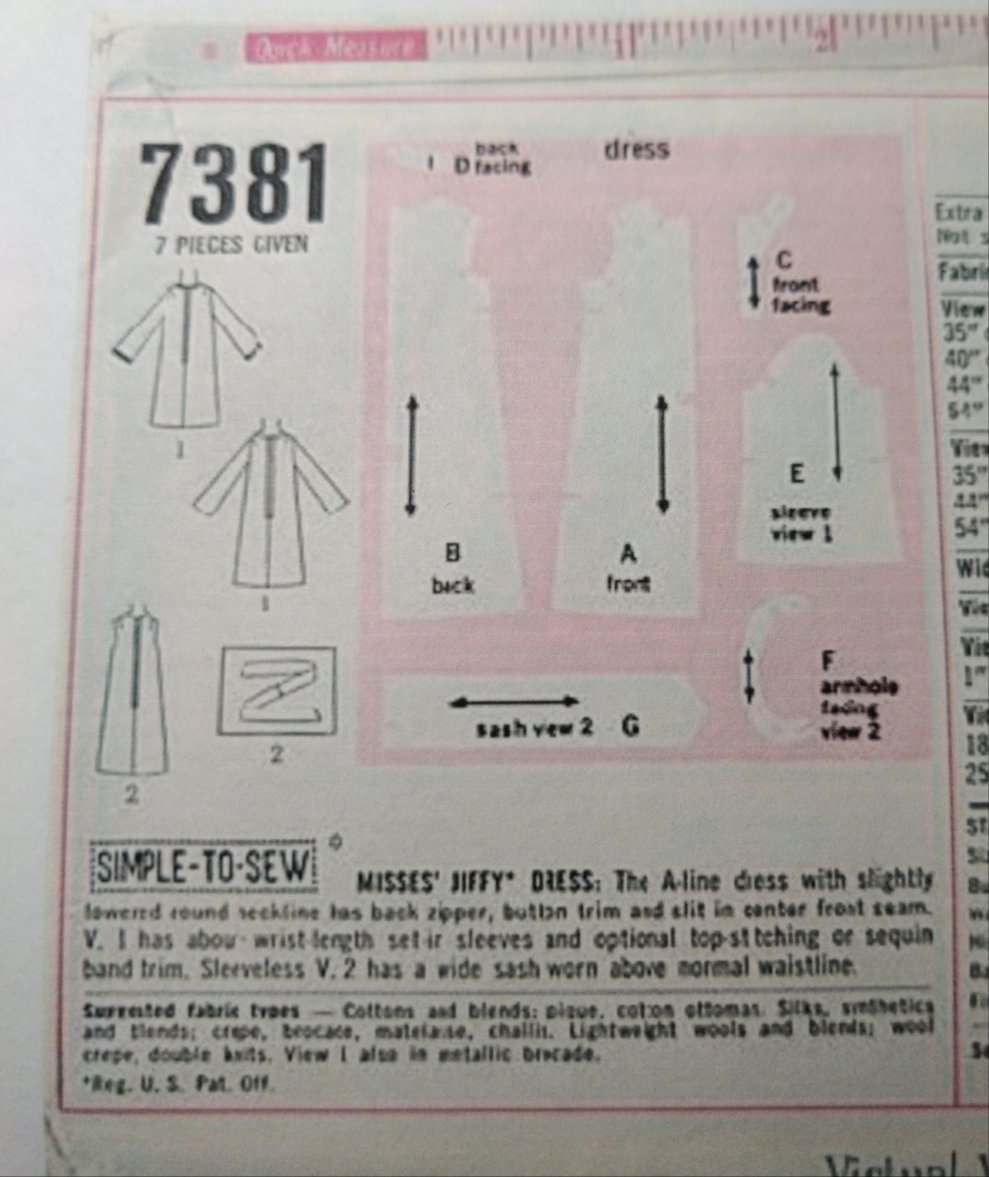 Quick Measure
1 2
7381
7 PIECES GIVEN
1
1
2
2
D back facing
dress
C
front
facing
B
back
A
front
E
sleeve
view 1
sash view 2 G
F
armhole
facing
view 2
SIMPLE-TO-SEW
MISSES' JIFFY* DRESS: The A-line dress with slightly
lowered round neckline has back zipper, button trim and slit in center front seam.
V. 1 has above wrist-length set-in sleeves and optional top-stitching or sequin
band trim. Sleeveless V. 2 has a wide sash worn above normal waistline.
Suggested fabric types — Cottons and blends: pique, cotton ottoman. Silks, synthetics
and blends; crepe, brocade, matelasse, challis. Lightweight wools and blends; wool
crepe, double knits. View 1 also in metallic brocade.
*Reg. U. S. Pat. Off.
Extra
Not
Fabric
View
35"
40"
44"
54"
View
35"
44"
54"
1"
18
25